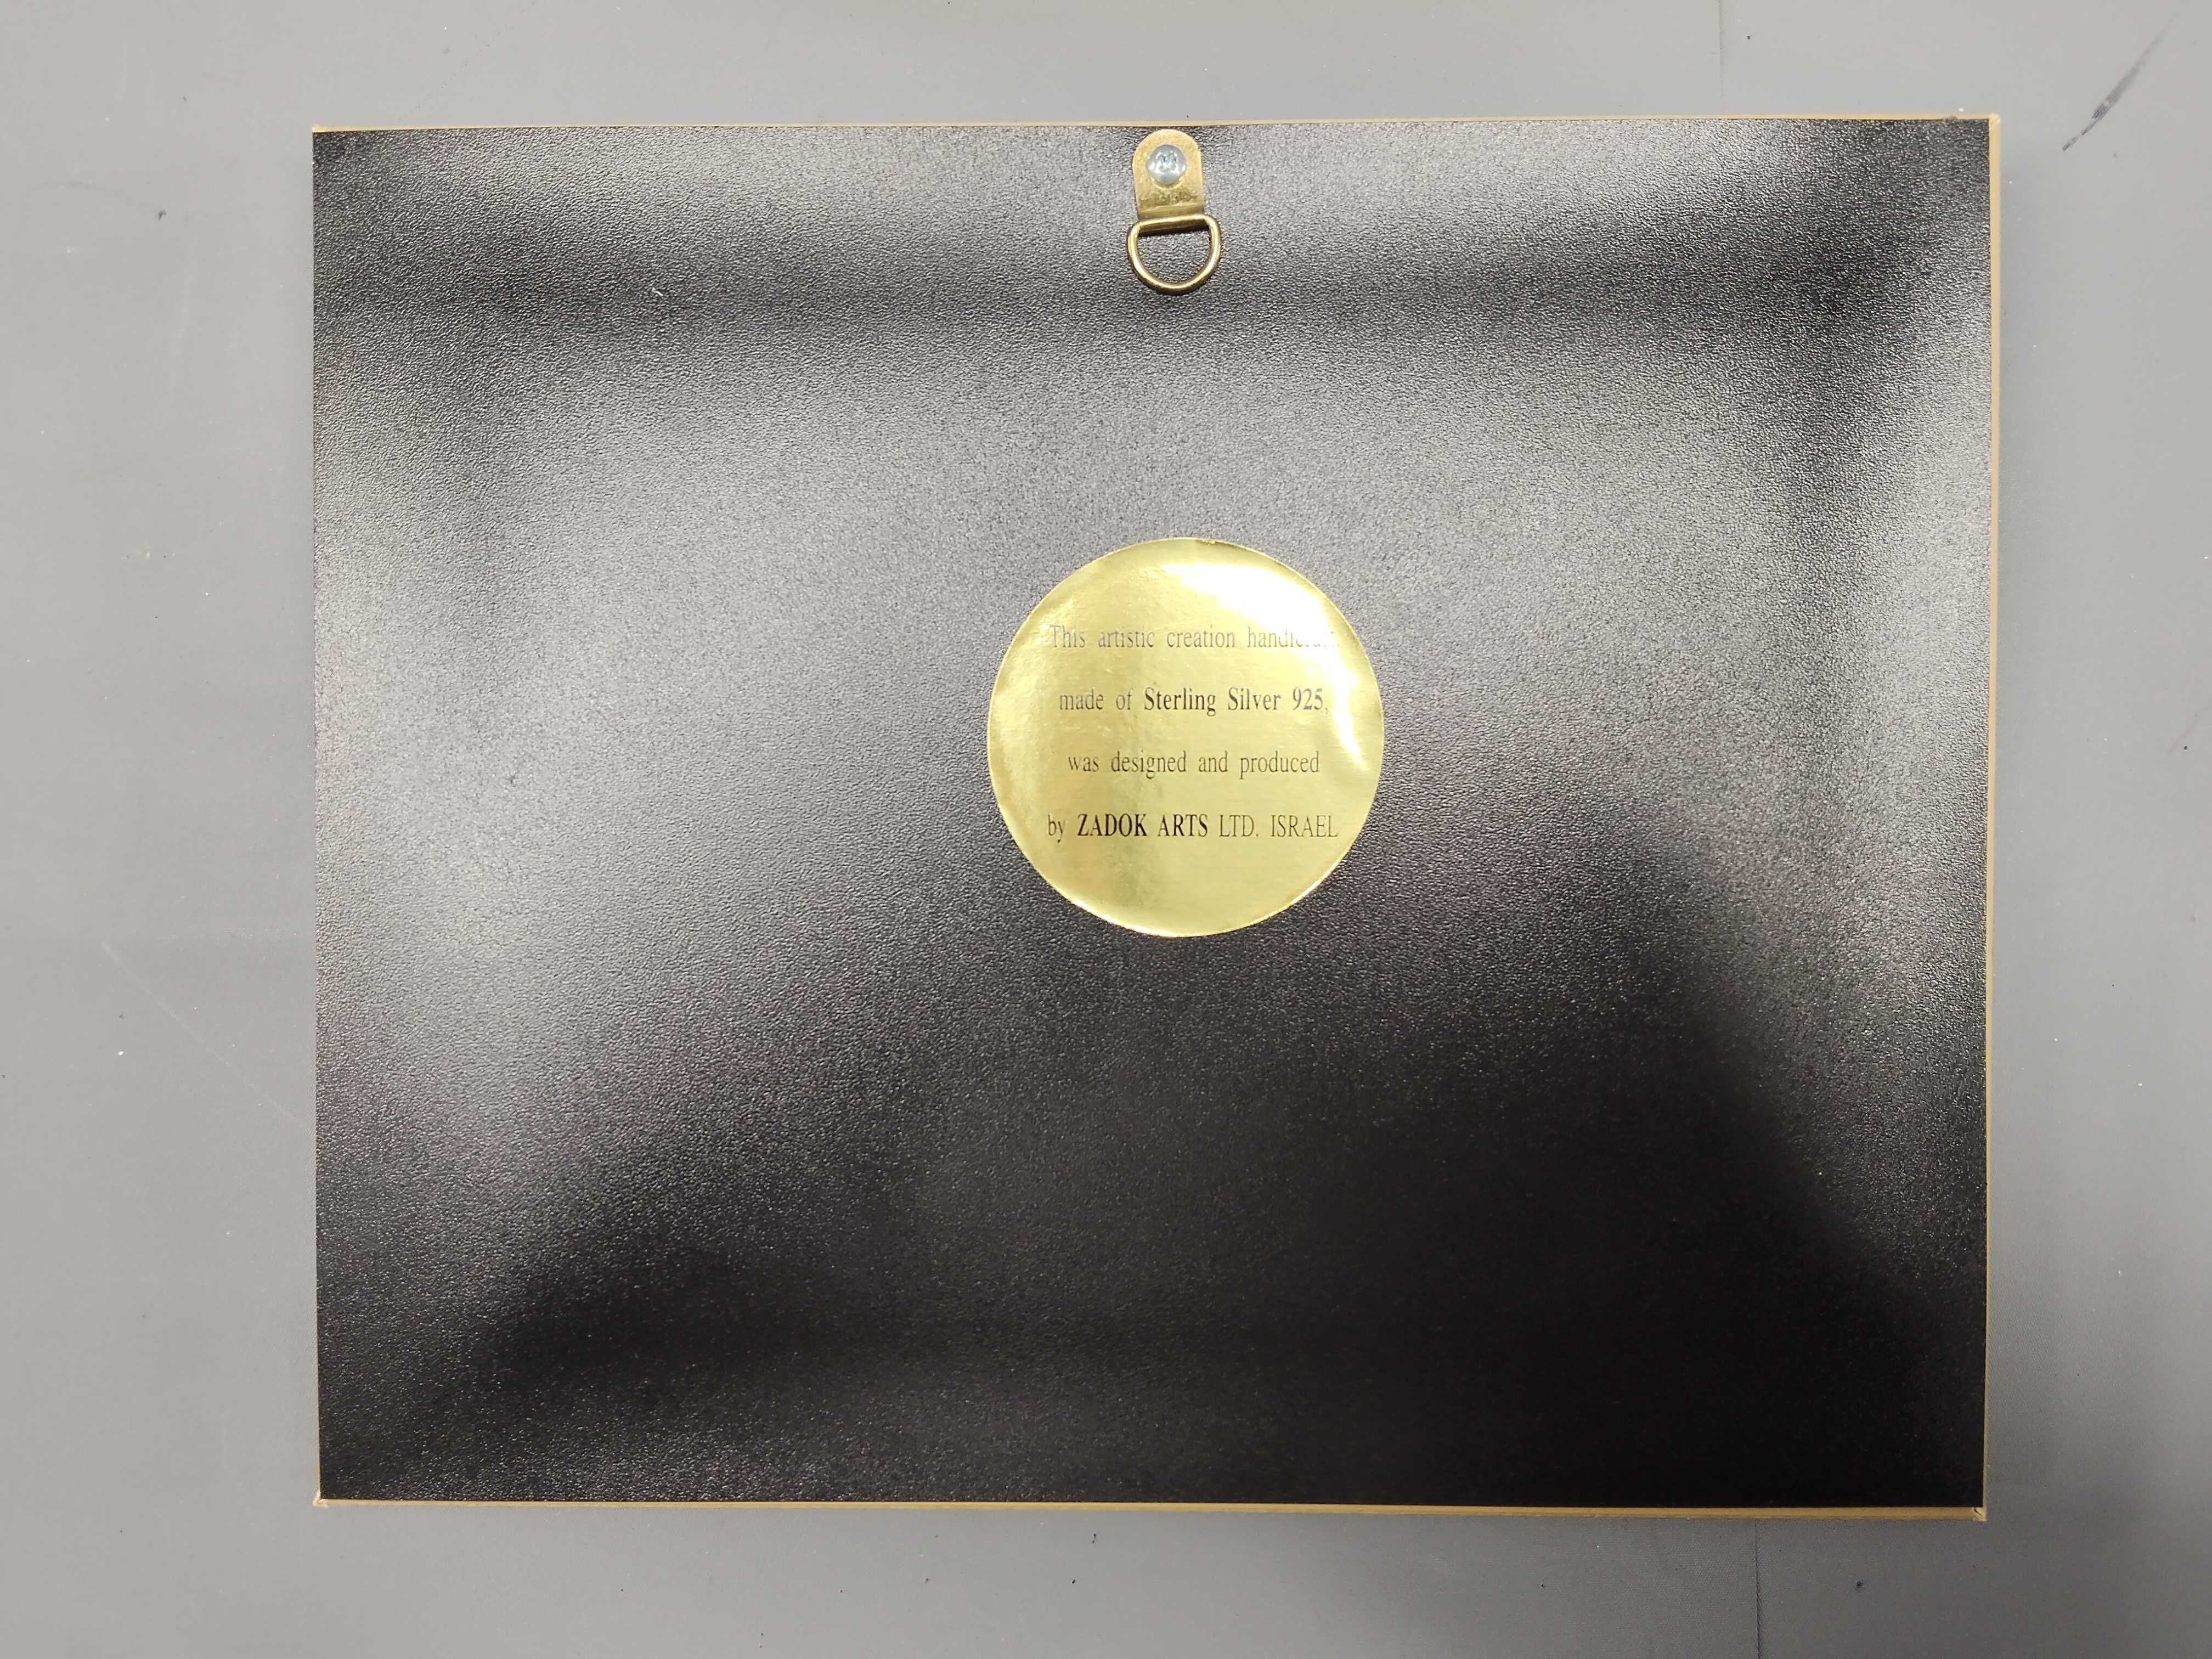 This artistic creation
made of Sterling Silver 925,
was designed and produced
by ZADOK ARTS LTD. ISRAEL